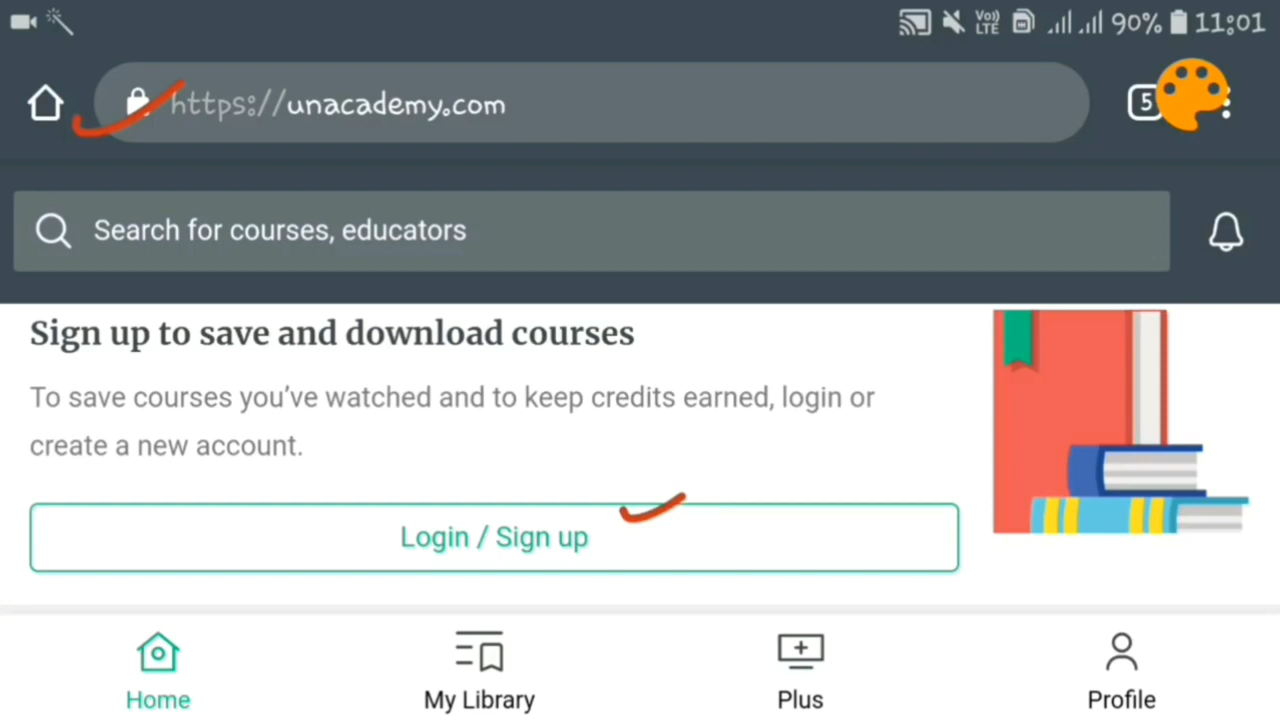 Vo)) LTE 90% 11:01
https://unacademy.com 5
Search for courses, educators
Sign up to save and download courses
To save courses you've watched and to keep credits earned, login or
create a new account.
Login / Sign up
Home My Library Plus Profile